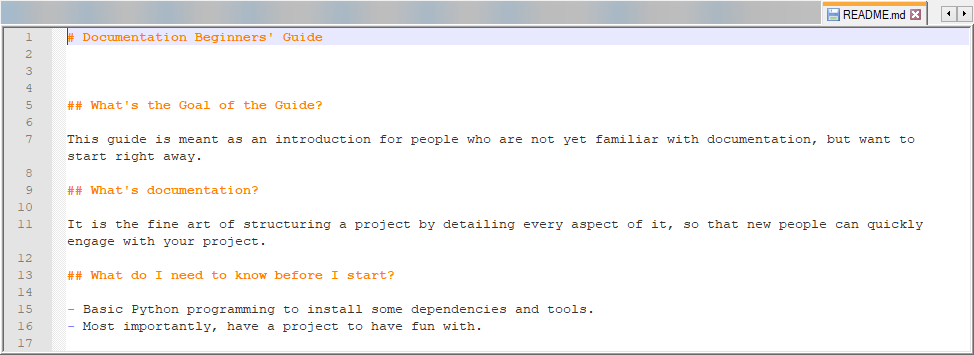 README.md
1 # Documentation Beginners' Guide
2
3
4
5 ## What's the Goal of the Guide?
6
7 This guide is meant as an introduction for people who are not yet familiar with documentation, but want to
start right away.
8
9 ## What's documentation?
10
11 It is the fine art of structuring a project by detailing every aspect of it, so that new people can quickly
engage with your project.
12
13 ## What do I need to know before I start?
14
15 - Basic Python programming to install some dependencies and tools.
16 - Most importantly, have a project to have fun with.
17